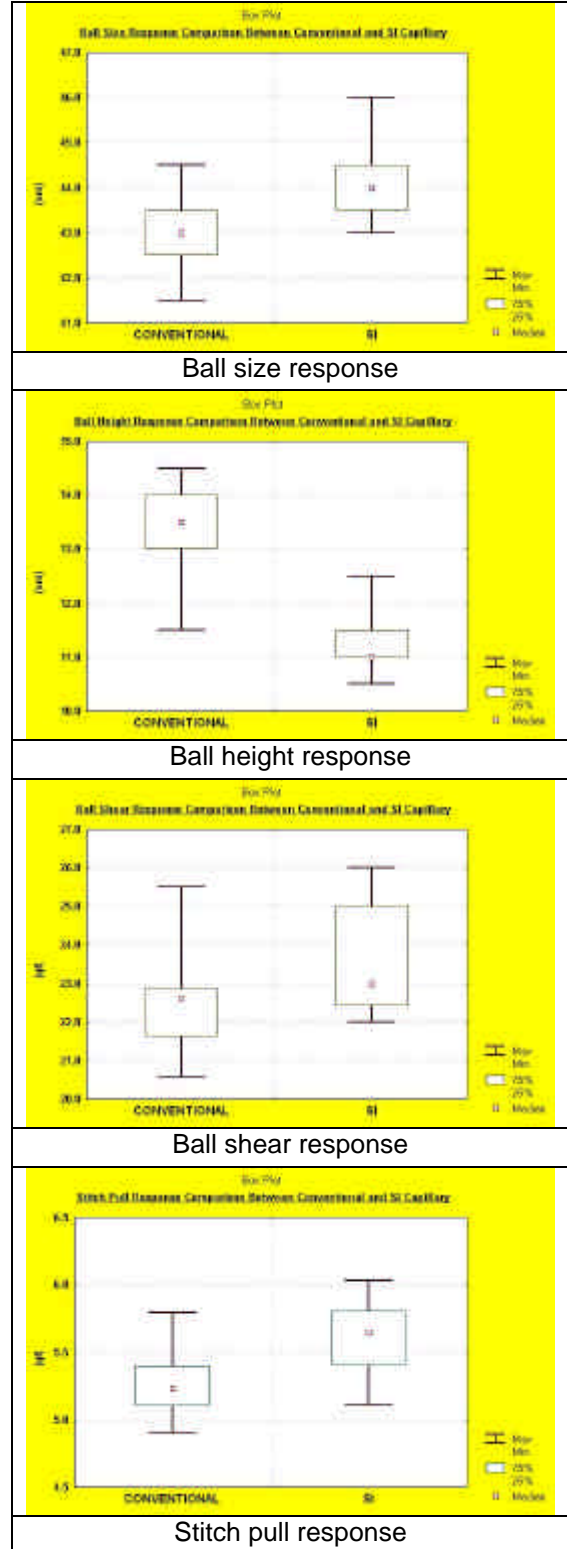 Box Plot
Ball Size Response Comparison Between Conventional and SI Capillary
47.0
46.0
45.0
44.0
43.0
42.0
41.0
(um)
CONVENTIONAL
SI
Max
Min
75%
25%
Median
Ball size response
Box Plot
Ball Height Response Comparison Between Conventional and SI Capillary
15.0
14.0
13.0
12.0
11.0
10.0
(um)
CONVENTIONAL
SI
Max
Min
75%
25%
Median
Ball height response
Box Plot
Ball Shear Response Comparison Between Conventional and SI Capillary
27.0
26.0
25.0
24.0
23.0
22.0
21.0
20.0
CONVENTIONAL
SI
Max
Min
75%
25%
Median
Ball shear response
Box Plot
Stitch Pull Response Comparison Between Conventional and SI Capillary
6.5
6.0
5.5
5.0
4.5
CONVENTIONAL
SI
Max
Min
75%
25%
Median
Stitch pull response